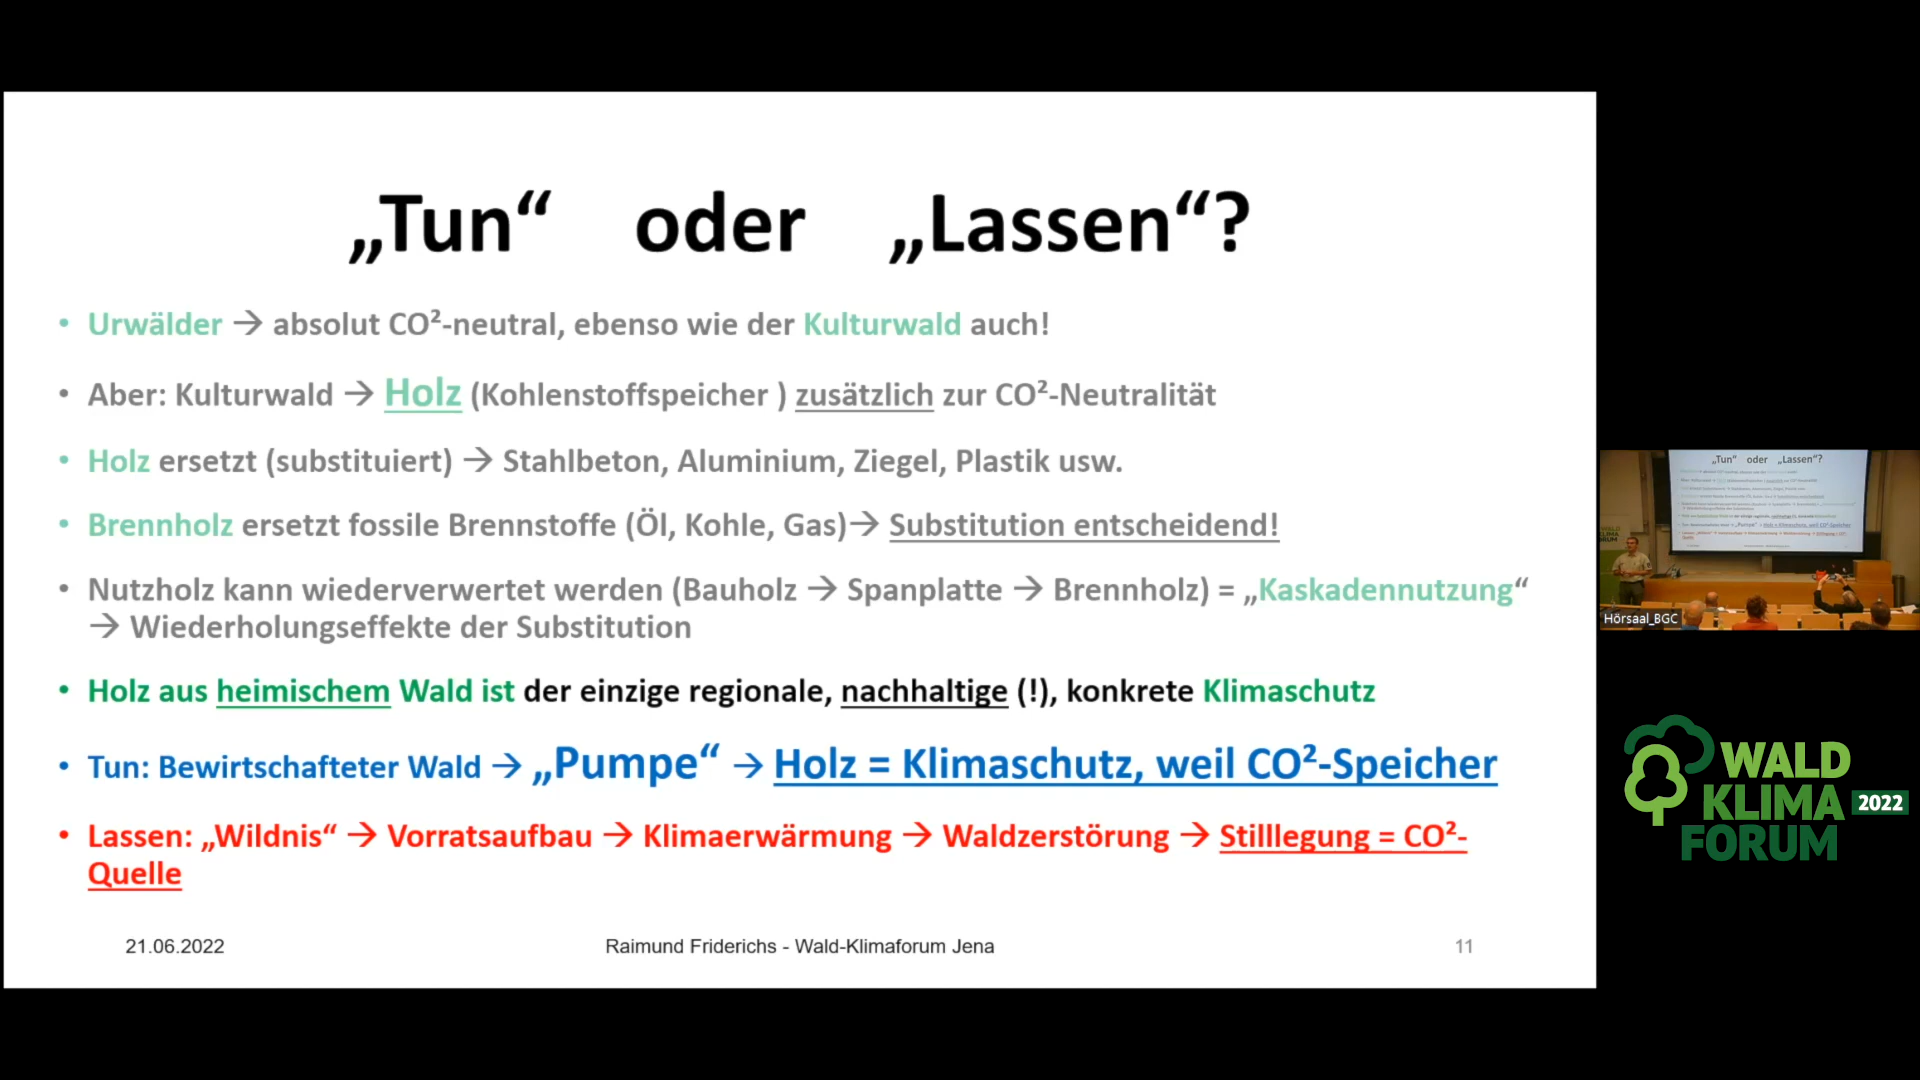 „Tun“ oder „Lassen“?
• Urwälder → absolut CO²-neutral, ebenso wie der Kulturwald auch!
• Aber: Kulturwald → Holz (Kohlenstoffspeicher ) zusätzlich zur CO²-Neutralität
• Holz ersetzt (substituiert) → Stahlbeton, Aluminium, Ziegel, Plastik usw.
• Brennholz ersetzt fossile Brennstoffe (Öl, Kohle, Gas)→ Substitution entscheidend!
• Nutzholz kann wiederverwertet werden (Bauholz → Spanplatte → Brennholz) = „Kaskadennutzung“
→ Wiederholungseffekte der Substitution
• Holz aus heimischem Wald ist der einzige regionale, nachhaltige (!), konkrete Klimaschutz
• Tun: Bewirtschafteter Wald → „Pumpe“ → Holz = Klimaschutz, weil CO²-Speicher
• Lassen: „Wildnis“ → Vorratsaufbau → Klimaerwärmung → Waldzerstörung → Stilllegung = CO²-
Quelle
21.06.2022
Raimund Friderichs - Wald-Klimaforum Jena
11
„Tun“ oder „Lassen“?
Hörsaal_BGC
WALD
KLIMA 2022
FORUM